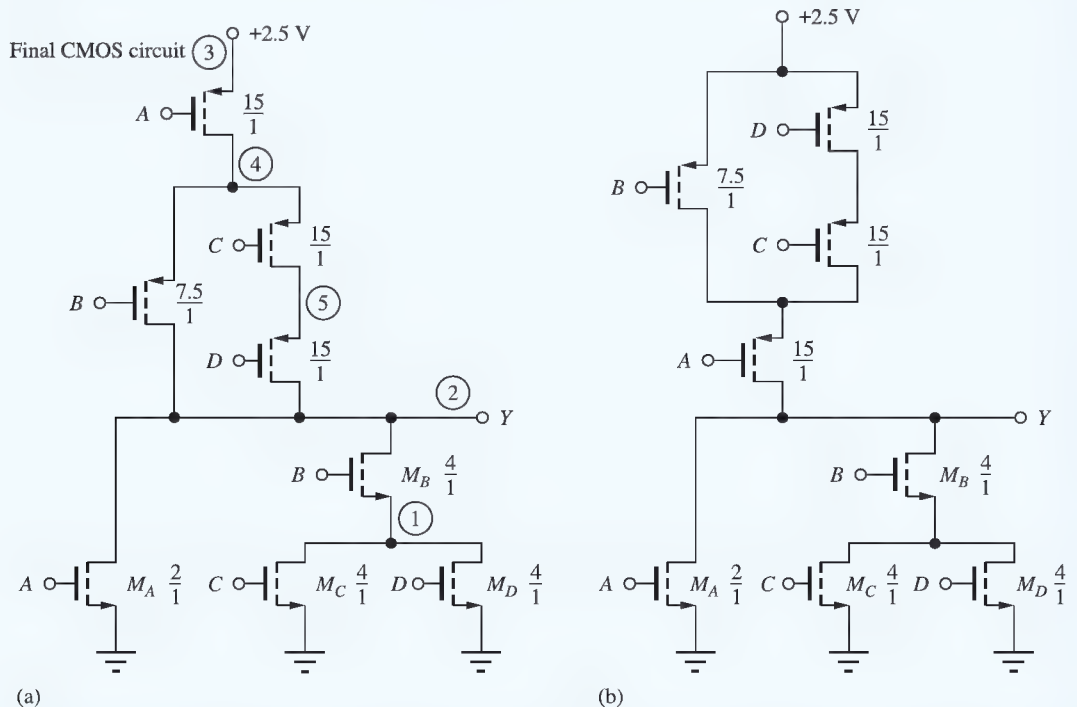 Final CMOS circuit
3
+2.5 V
A
15/1
4
C
15/1
B
7.5/1
5
D
15/1
2
Y
B
M_B 4/1
1
A
M_A 2/1
C
M_C 4/1
D
M_D 4/1
(a)
+2.5 V
D
15/1
B
7.5/1
C
15/1
A
15/1
Y
B
M_B 4/1
A
M_A 2/1
C
M_C 4/1
D
M_D 4/1
(b)